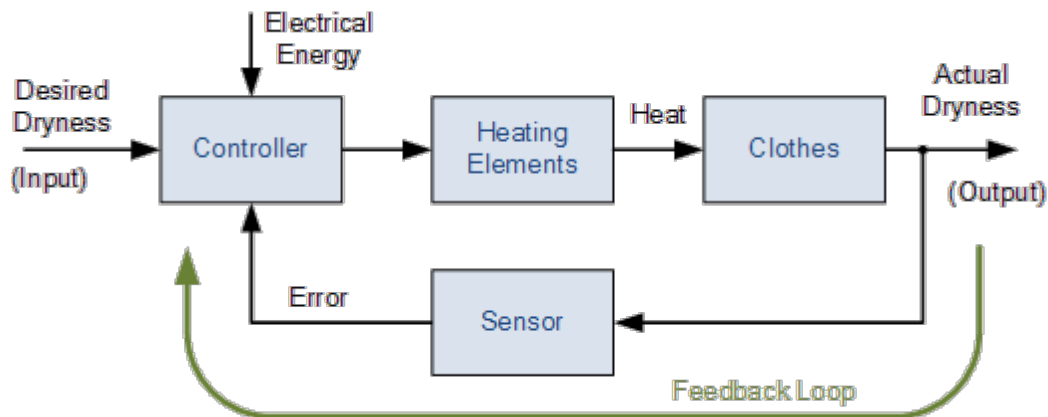 Electrical
Energy
Desired
Dryness
(Input)
Controller
Heating
Elements
Heat
Clothes
Actual
Dryness
(Output)
Error
Sensor
Feedback Loop